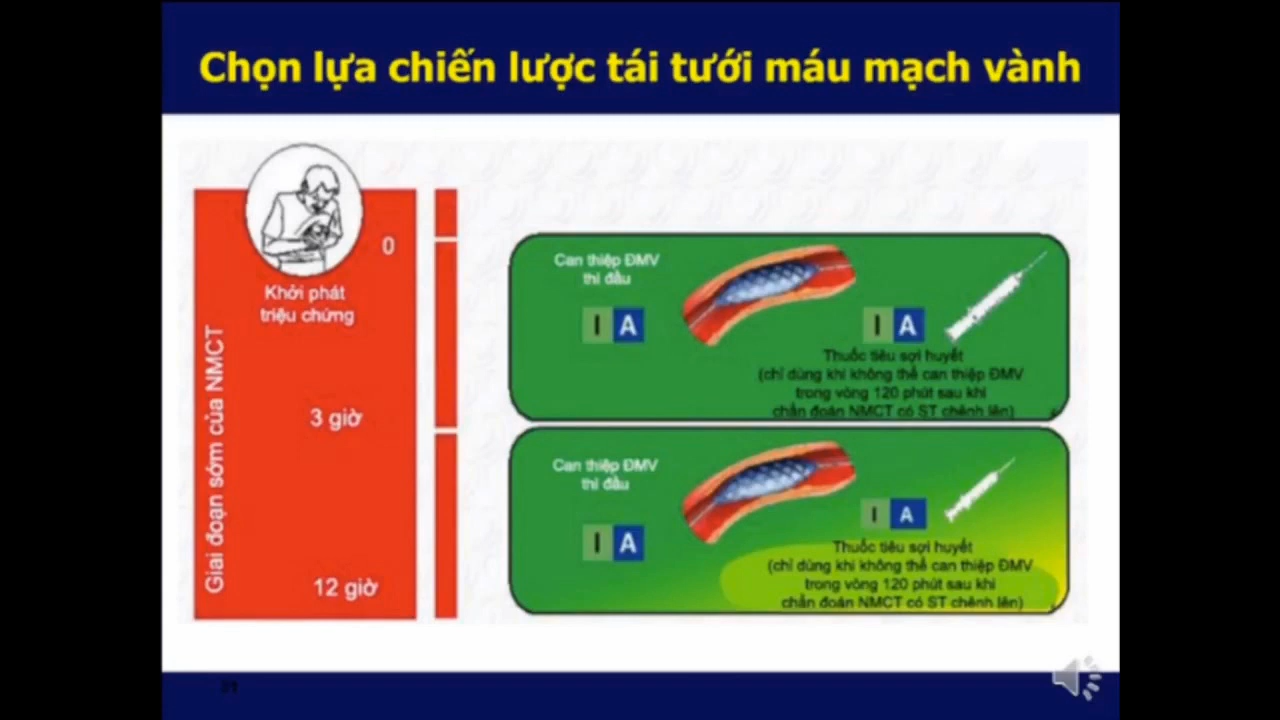 Chọn lựa chiến lược tái tưới máu mạch vành
0
Khởi phát
triệu chứng
Giai đoạn sớm của NMCT
3 giờ
12 giờ
Can thiệp ĐMV
thì đầu
I A
I A
Thuốc tiêu sợi huyết
(chỉ dùng khi không thể can thiệp ĐMV
trong vòng 120 phút sau khi
chẩn đoán NMCT có ST chênh lên)
Can thiệp ĐMV
thì đầu
I A
I A
Thuốc tiêu sợi huyết
(chỉ dùng khi không thể can thiệp ĐMV
trong vòng 120 phút sau khi
chẩn đoán NMCT có ST chênh lên)